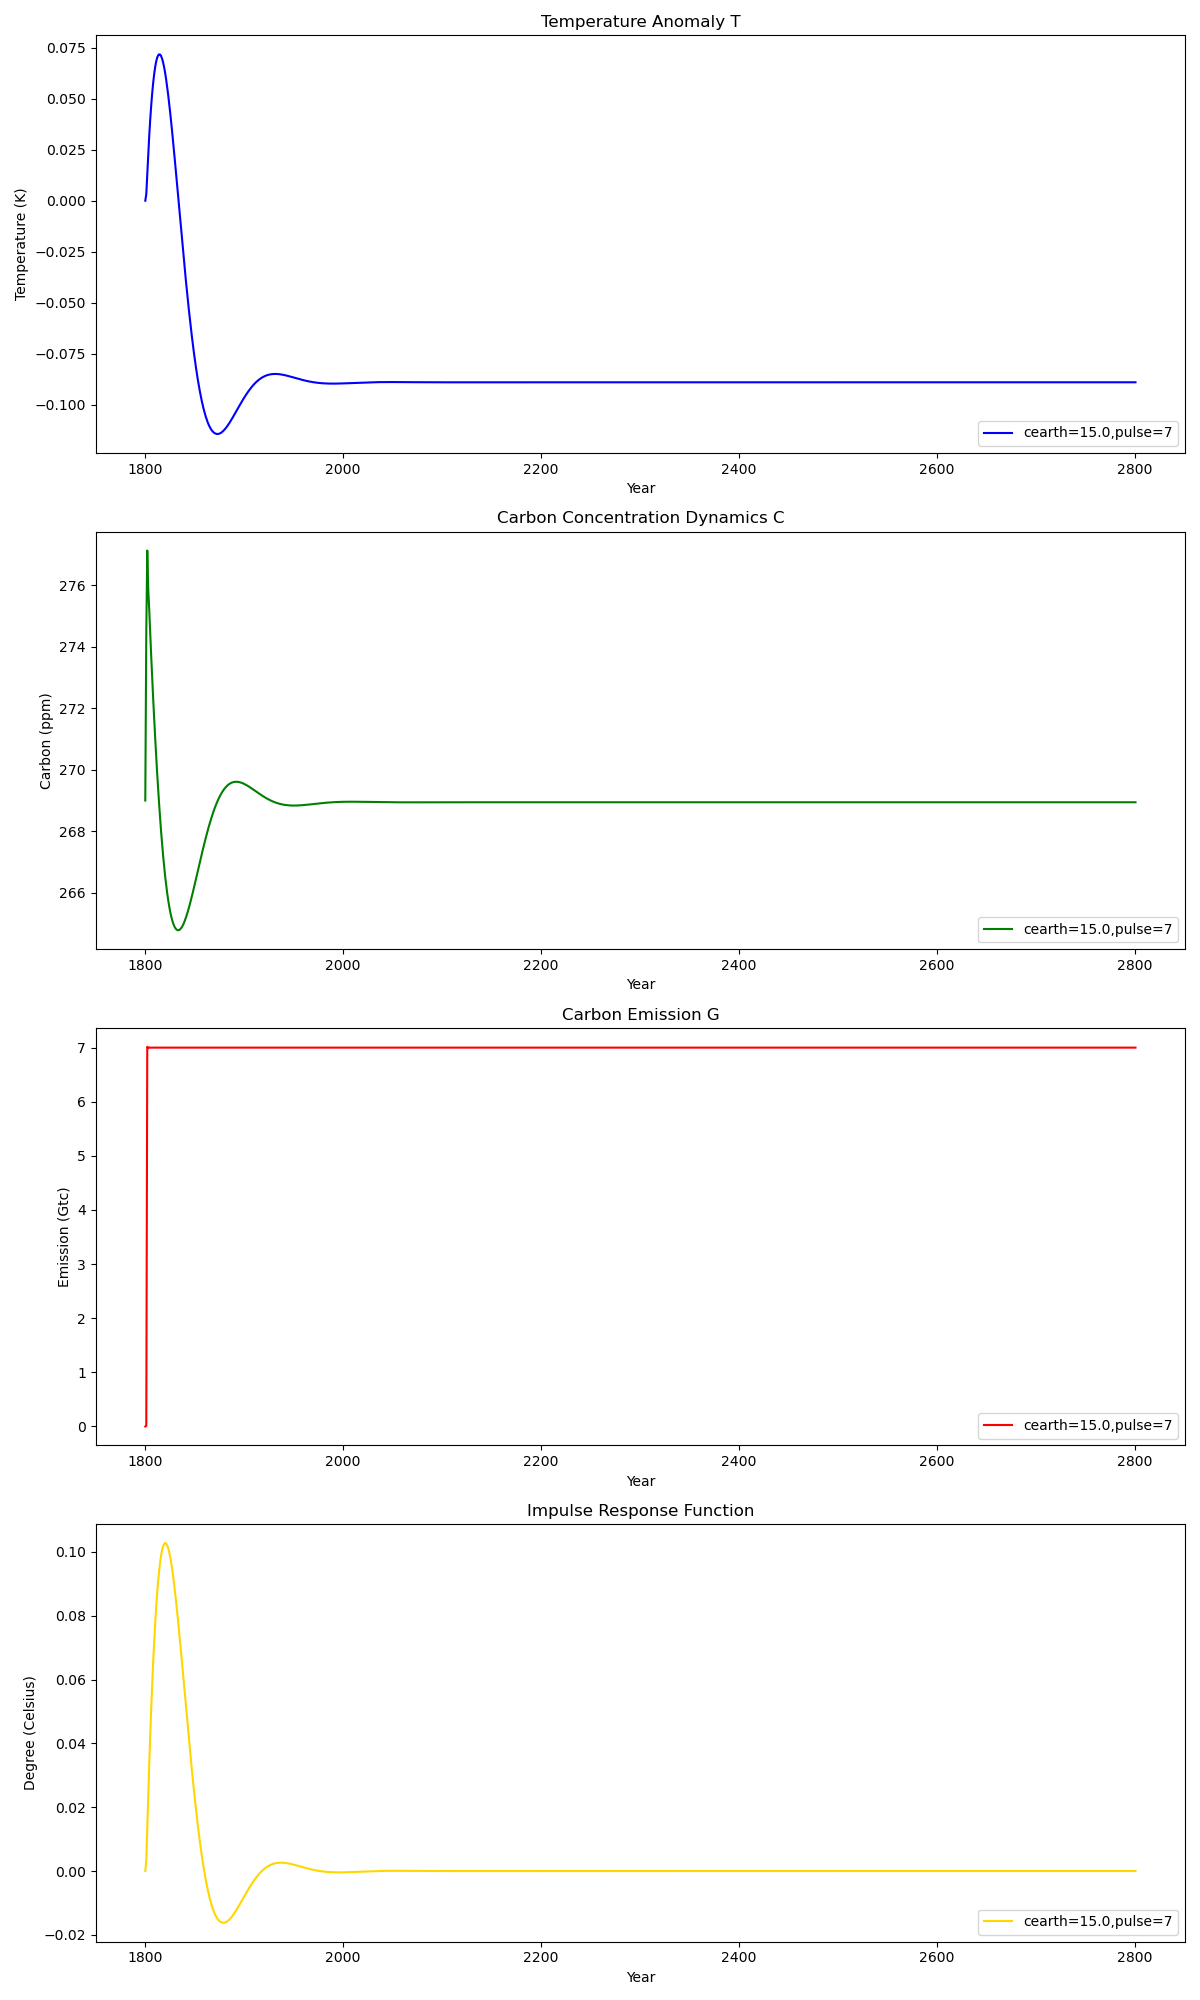 Temperature Anomaly T
0.075
0.050
0.025
0.000
−0.025
−0.050
−0.075
−0.100
Temperature (K)
cearth=15.0,pulse=7
1800 2000 2200 2400 2600 2800
Year
Carbon Concentration Dynamics C
276
274
272
270
268
266
Carbon (ppm)
cearth=15.0,pulse=7
1800 2000 2200 2400 2600 2800
Year
Carbon Emission G
7
6
5
4
3
2
1
0
Emission (Gtc)
cearth=15.0,pulse=7
1800 2000 2200 2400 2600 2800
Year
Impulse Response Function
0.10
0.08
0.06
0.04
0.02
0.00
−0.02
Degree (Celsius)
cearth=15.0,pulse=7
1800 2000 2200 2400 2600 2800
Year